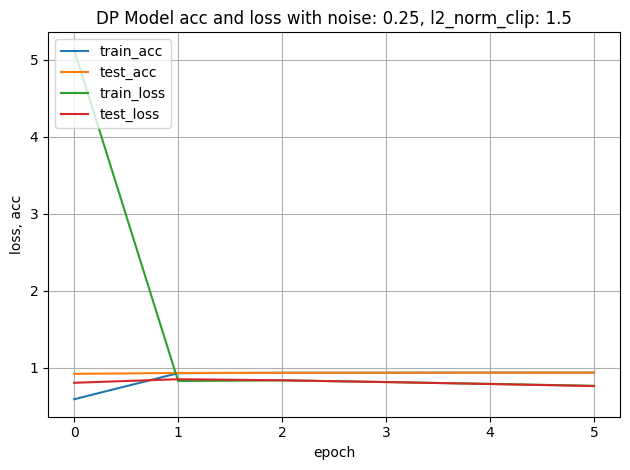 DP Model acc and loss with noise: 0.25, l2_norm_clip: 1.5
train_acc
test_acc
train_loss
test_loss
5
4
3
2
1
loss, acc
0 1 2 3 4 5
epoch